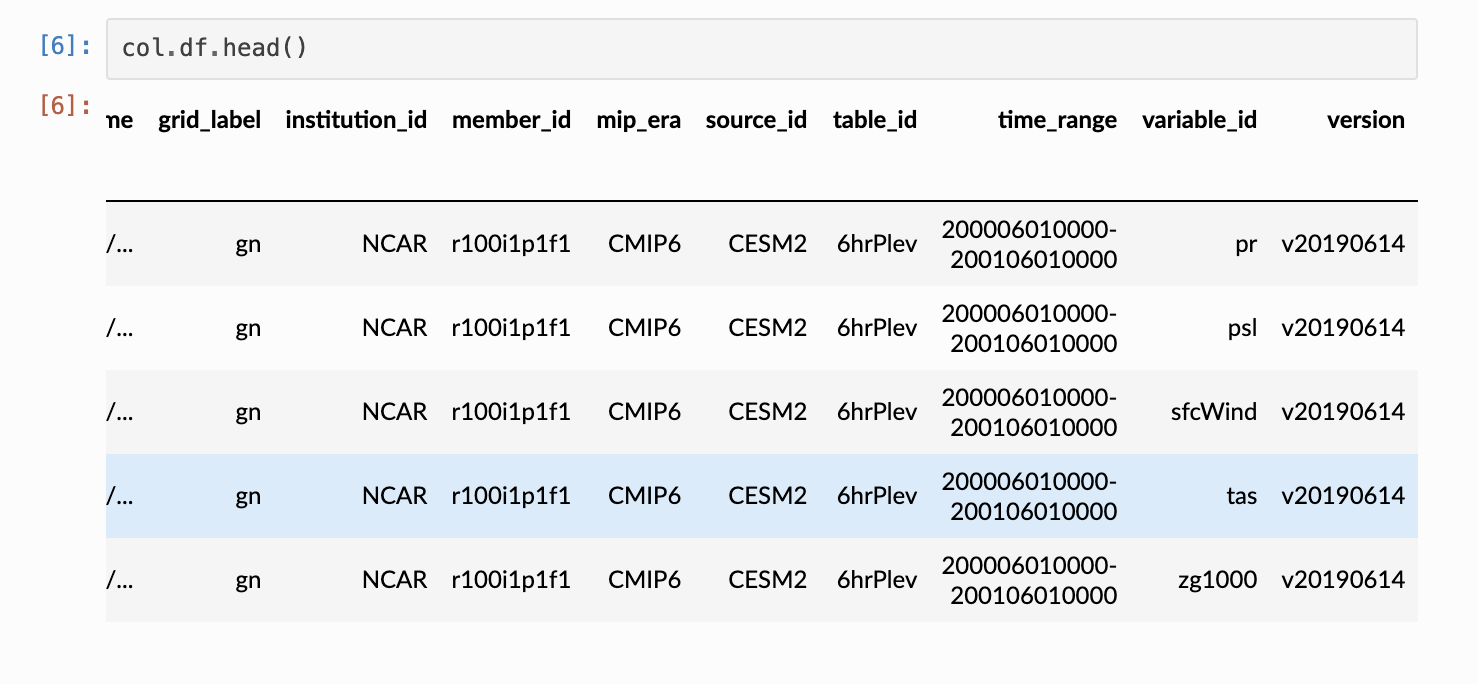 [6]: col.df.head()
[6]:
me grid_label institution_id member_id mip_era source_id table_id time_range variable_id version
/... gn NCAR r100i1p1f1 CMIP6 CESM2 6hrPlev 200006010000-
200106010000 pr v20190614
/... gn NCAR r100i1p1f1 CMIP6 CESM2 6hrPlev 200006010000-
200106010000 psl v20190614
/... gn NCAR r100i1p1f1 CMIP6 CESM2 6hrPlev 200006010000-
200106010000 sfcWind v20190614
/... gn NCAR r100i1p1f1 CMIP6 CESM2 6hrPlev 200006010000-
200106010000 tas v20190614
/... gn NCAR r100i1p1f1 CMIP6 CESM2 6hrPlev 200006010000-
200106010000 zg1000 v20190614